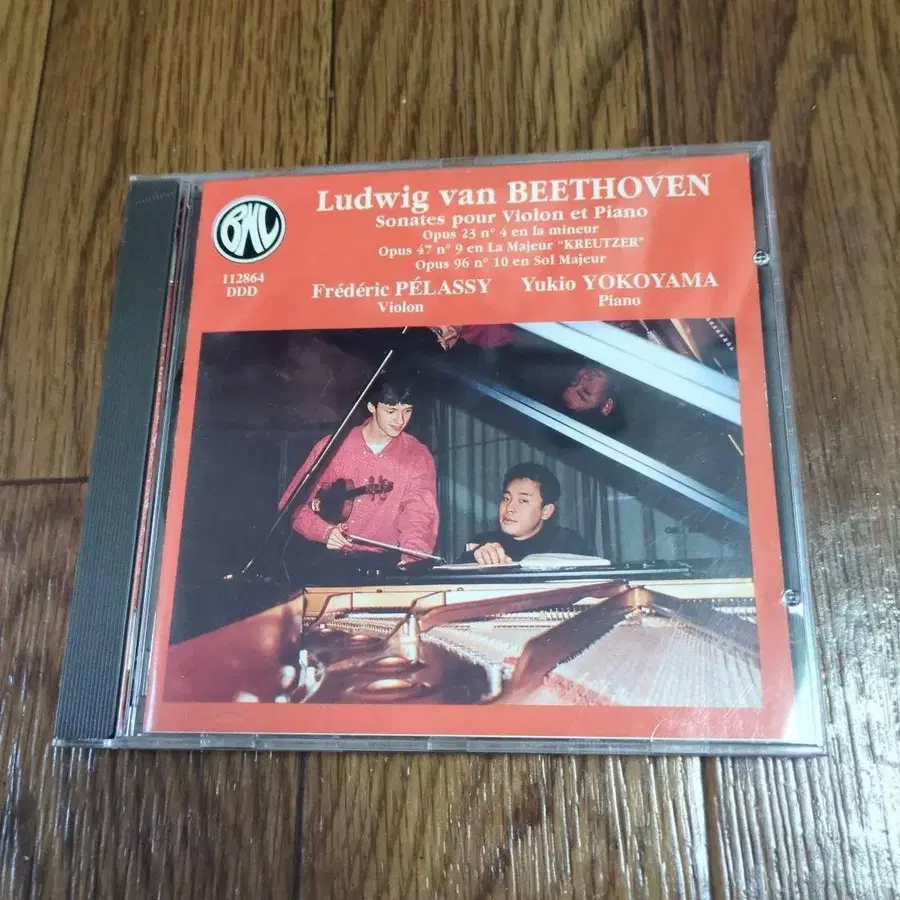 BNL
112864
DDD
Ludwig van BEETHOVEN
Sonates pour Violon et Piano
Opus 23 n° 4 en la mineur
Opus 47 n° 9 en La Majeur "KREUTZER"
Opus 96 n° 10 en Sol Majeur
Frédéric PÉLASSY Yukio YOKOYAMA
Violon Piano